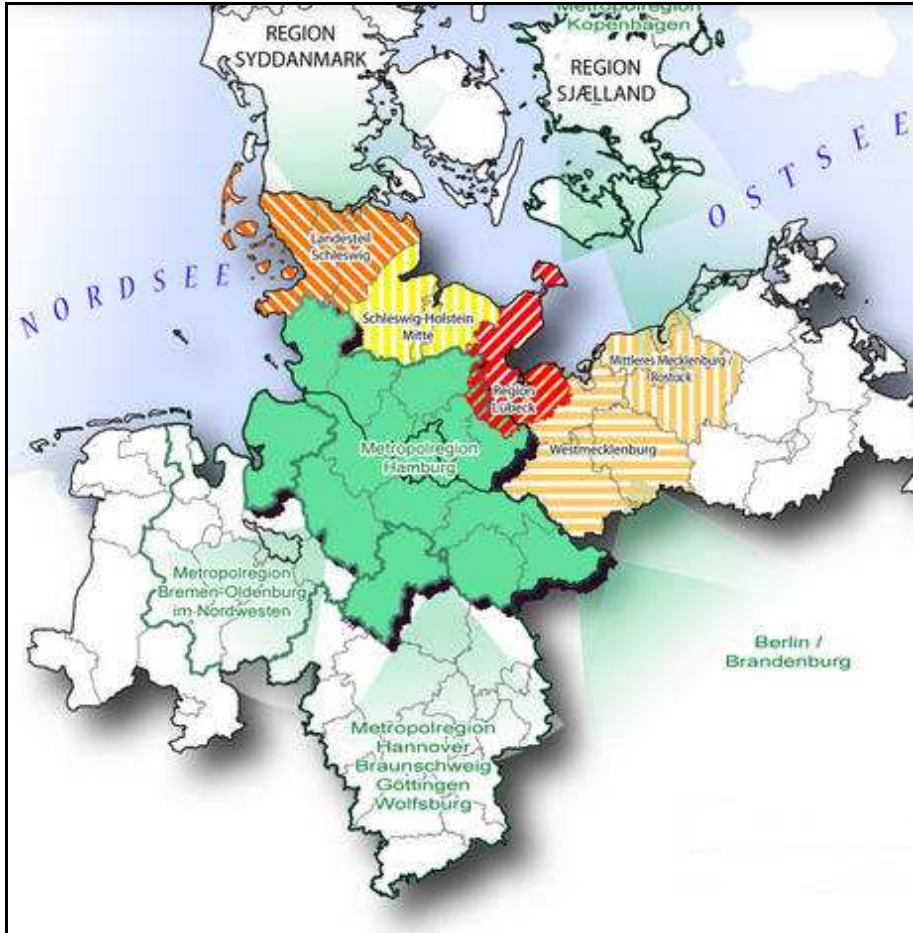 Metropolregion
Kopenhagen
REGION
SYDDANMARK
REGION
SJÆLLAND
OSTSEE
NORDSEE
Landesteil
Schleswig
Schleswig-Holstein
Mitte
Mittleres Mecklenburg /
Rostock
Region
Lübeck
Metropolregion
Hamburg
Westmecklenburg
Metropolregion
Bremen-Oldenburg
im-Nordwesten
Berlin /
Brandenburg
Metropolregion
Hannover
Braunschweig
Göttingen
Wolfsburg